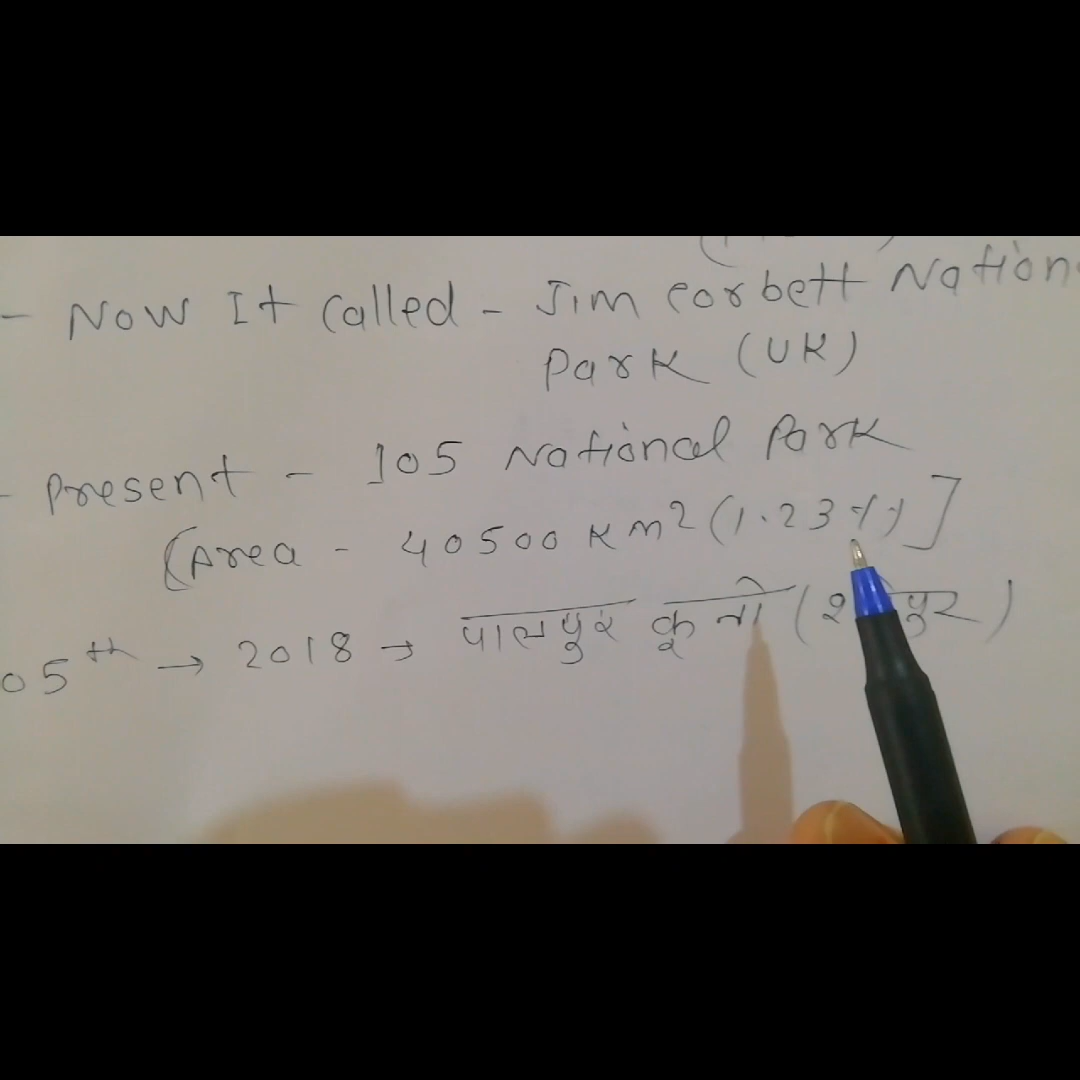 - Now It Called - Jim Corbett Nation
Park (UK)
- Present - 105 National Park
(Area - 40500 Km² (1.23%)]
05th → 2018 → पालपुर कूनो